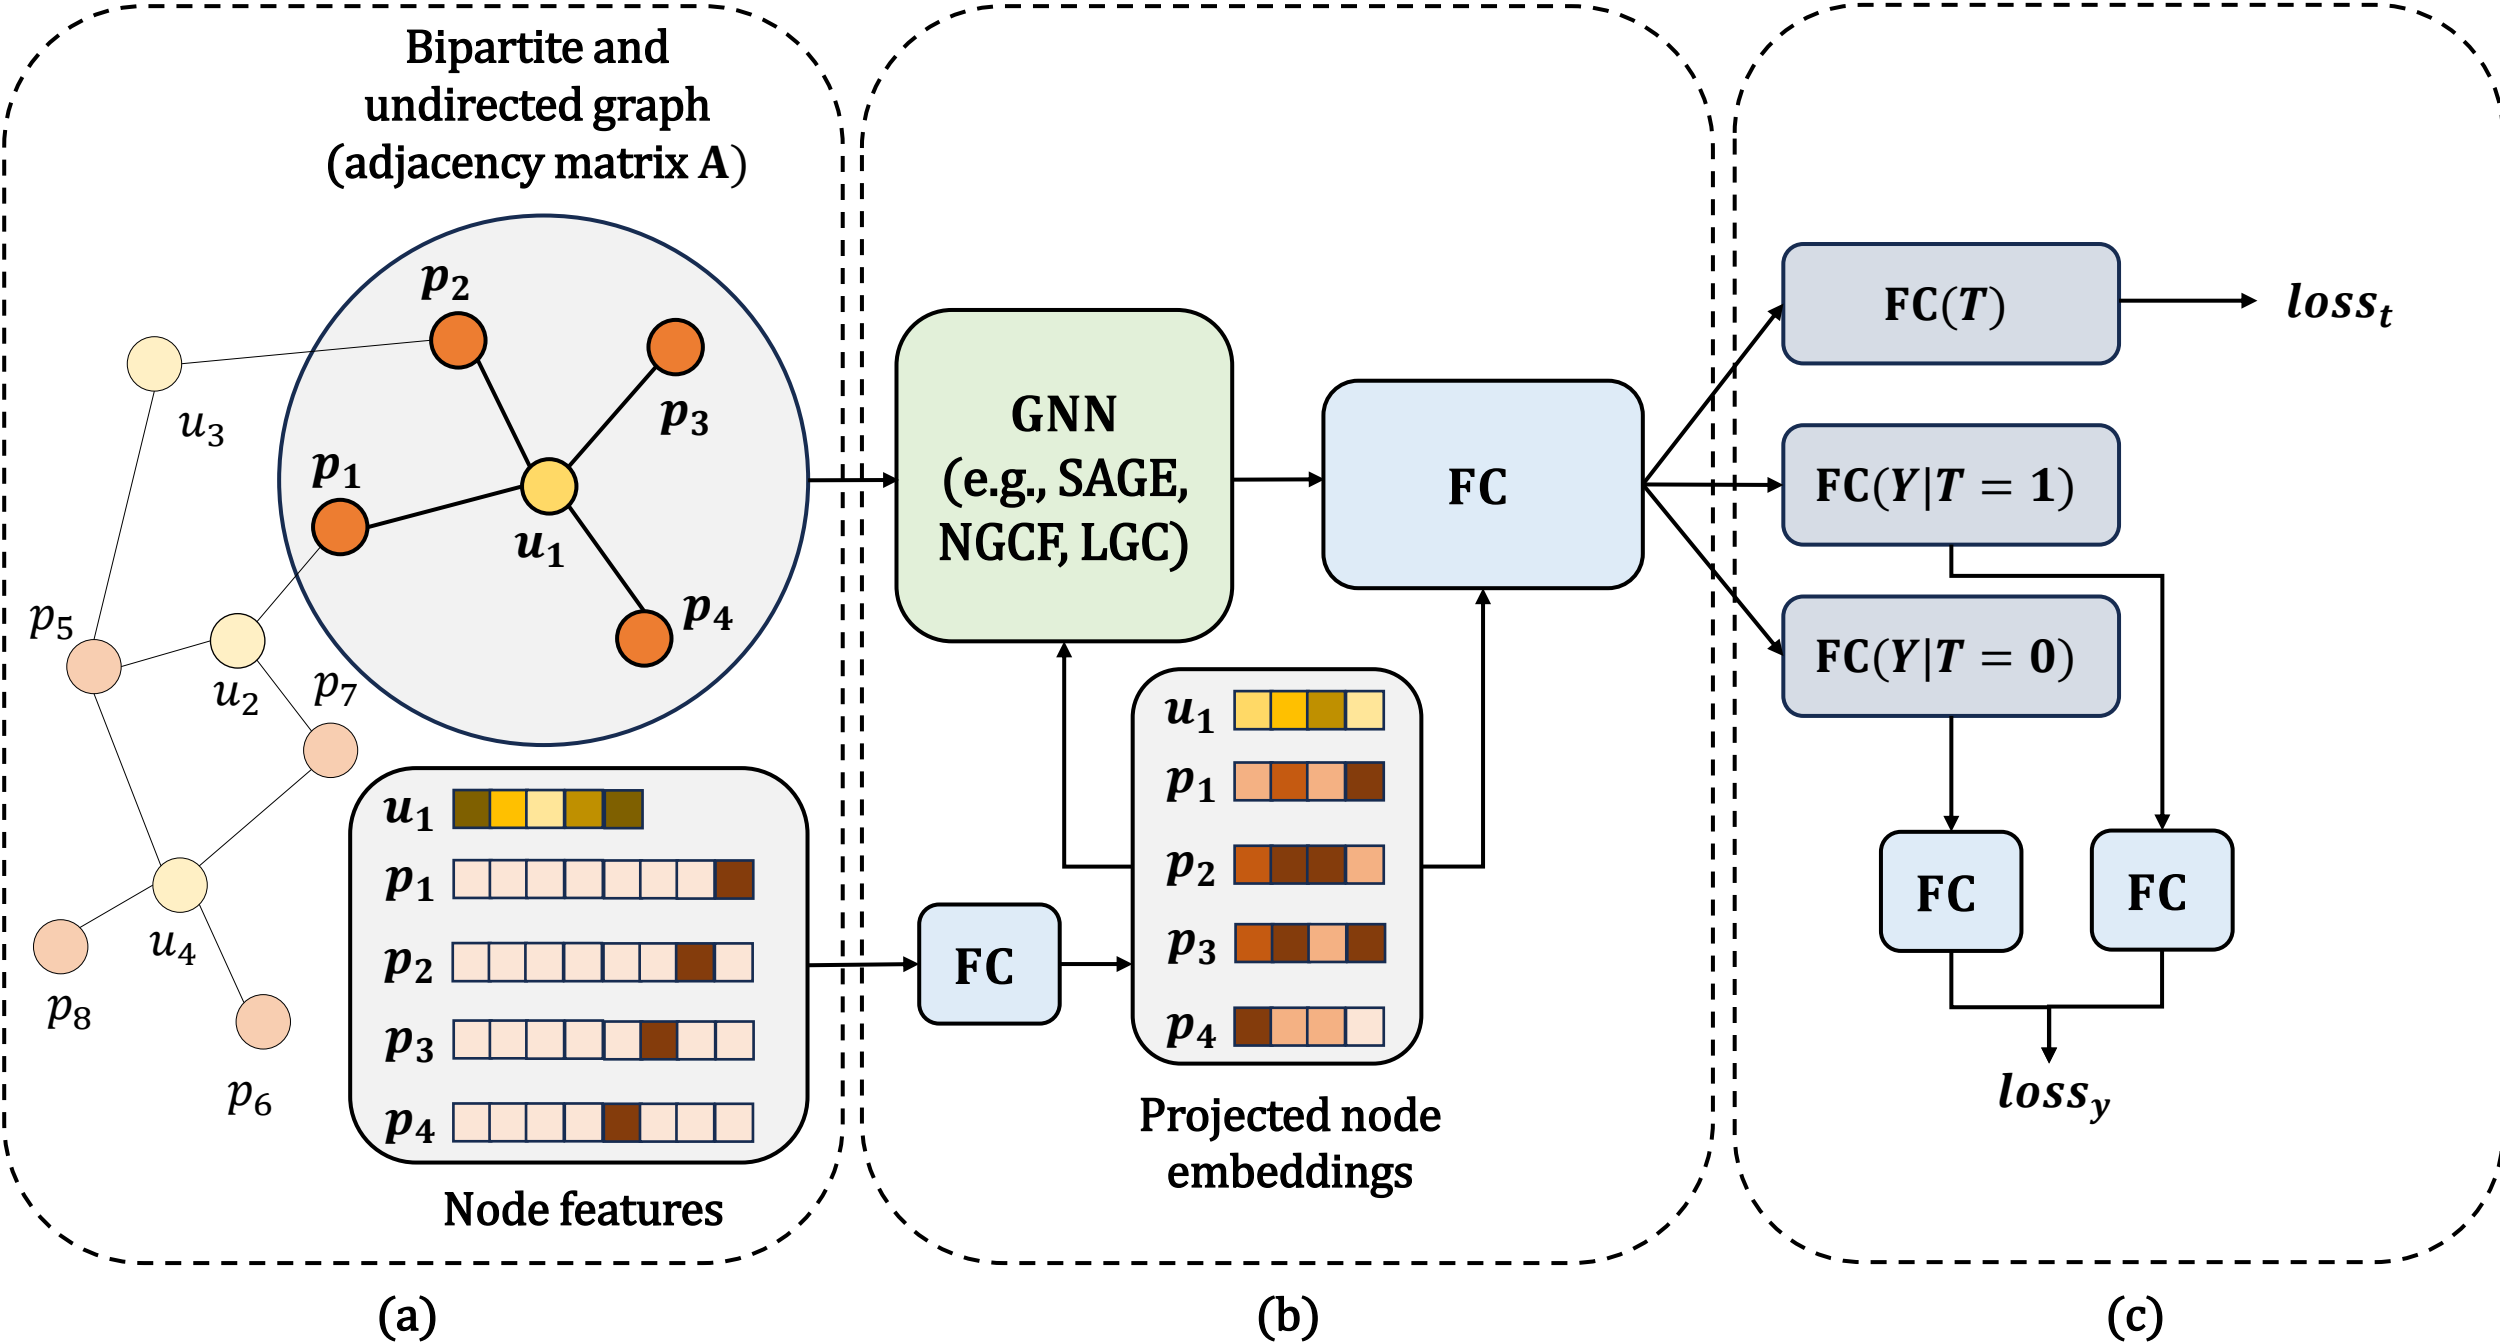 Bipartite and
undirected graph
(adjacency matrix A)
p2
p3
u3
p1
u1
p5
p4
u2
p7
u4
p8
p6
u1
p1
p2
p3
p4
Node features
(a)
GNN
(e.g., SAGE,
NGCF, LGC)
FC
FC
u1
p1
p2
p3
p4
Projected node
embeddings
(b)
FC(T)
losst
FC(Y|T = 1)
FC(Y|T = 0)
FC
FC
lossy
(c)